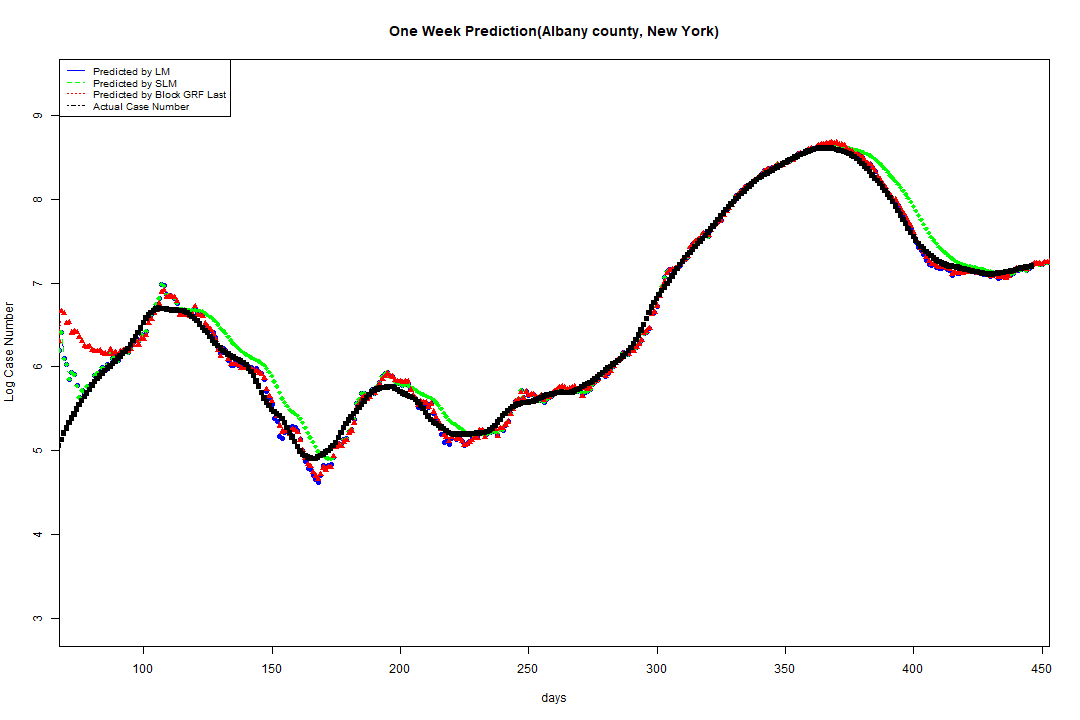 One Week Prediction(Albany county, New York)
Predicted by LM
Predicted by SLM
Predicted by Block GRF Last
Actual Case Number
Log Case Number
9
8
7
6
5
4
3
100 150 200 250 300 350 400 450
days